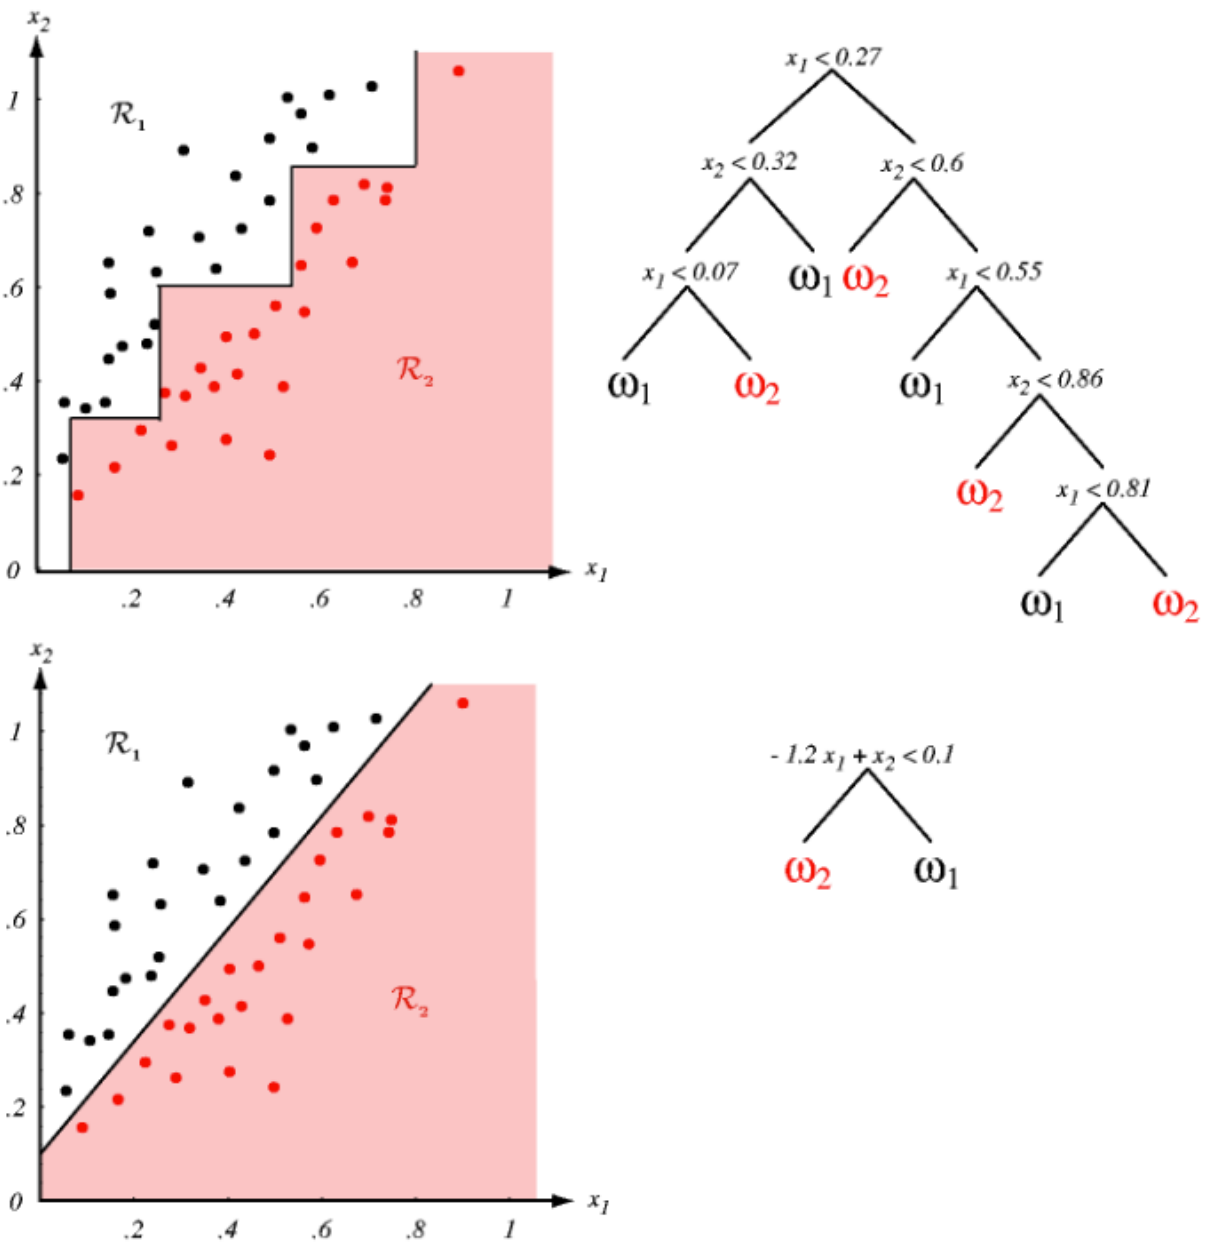 x2
1
.8
.6
.4
.2
0
R1
R2
.2 .4 .6 .8 1
x1
x1 < 0.27
x2 < 0.32 x2 < 0.6
x1 < 0.07 ω1 ω2 x1 < 0.55
ω1 ω2 ω1 x2 < 0.86
ω2 x1 < 0.81
ω1 ω2
x2
1
.8
.6
.4
.2
0
R1
R2
.2 .4 .6 .8 1
x1
- 1.2 x1 + x2 < 0.1
ω2 ω1